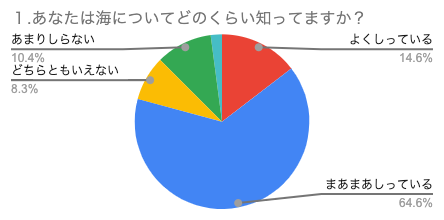 １.あなたは海についてどのくらい知ってますか？
あまりしらない
10.4%
どちらともいえない
8.3%
よくしっている
14.6%
まあまあしっている
64.6%